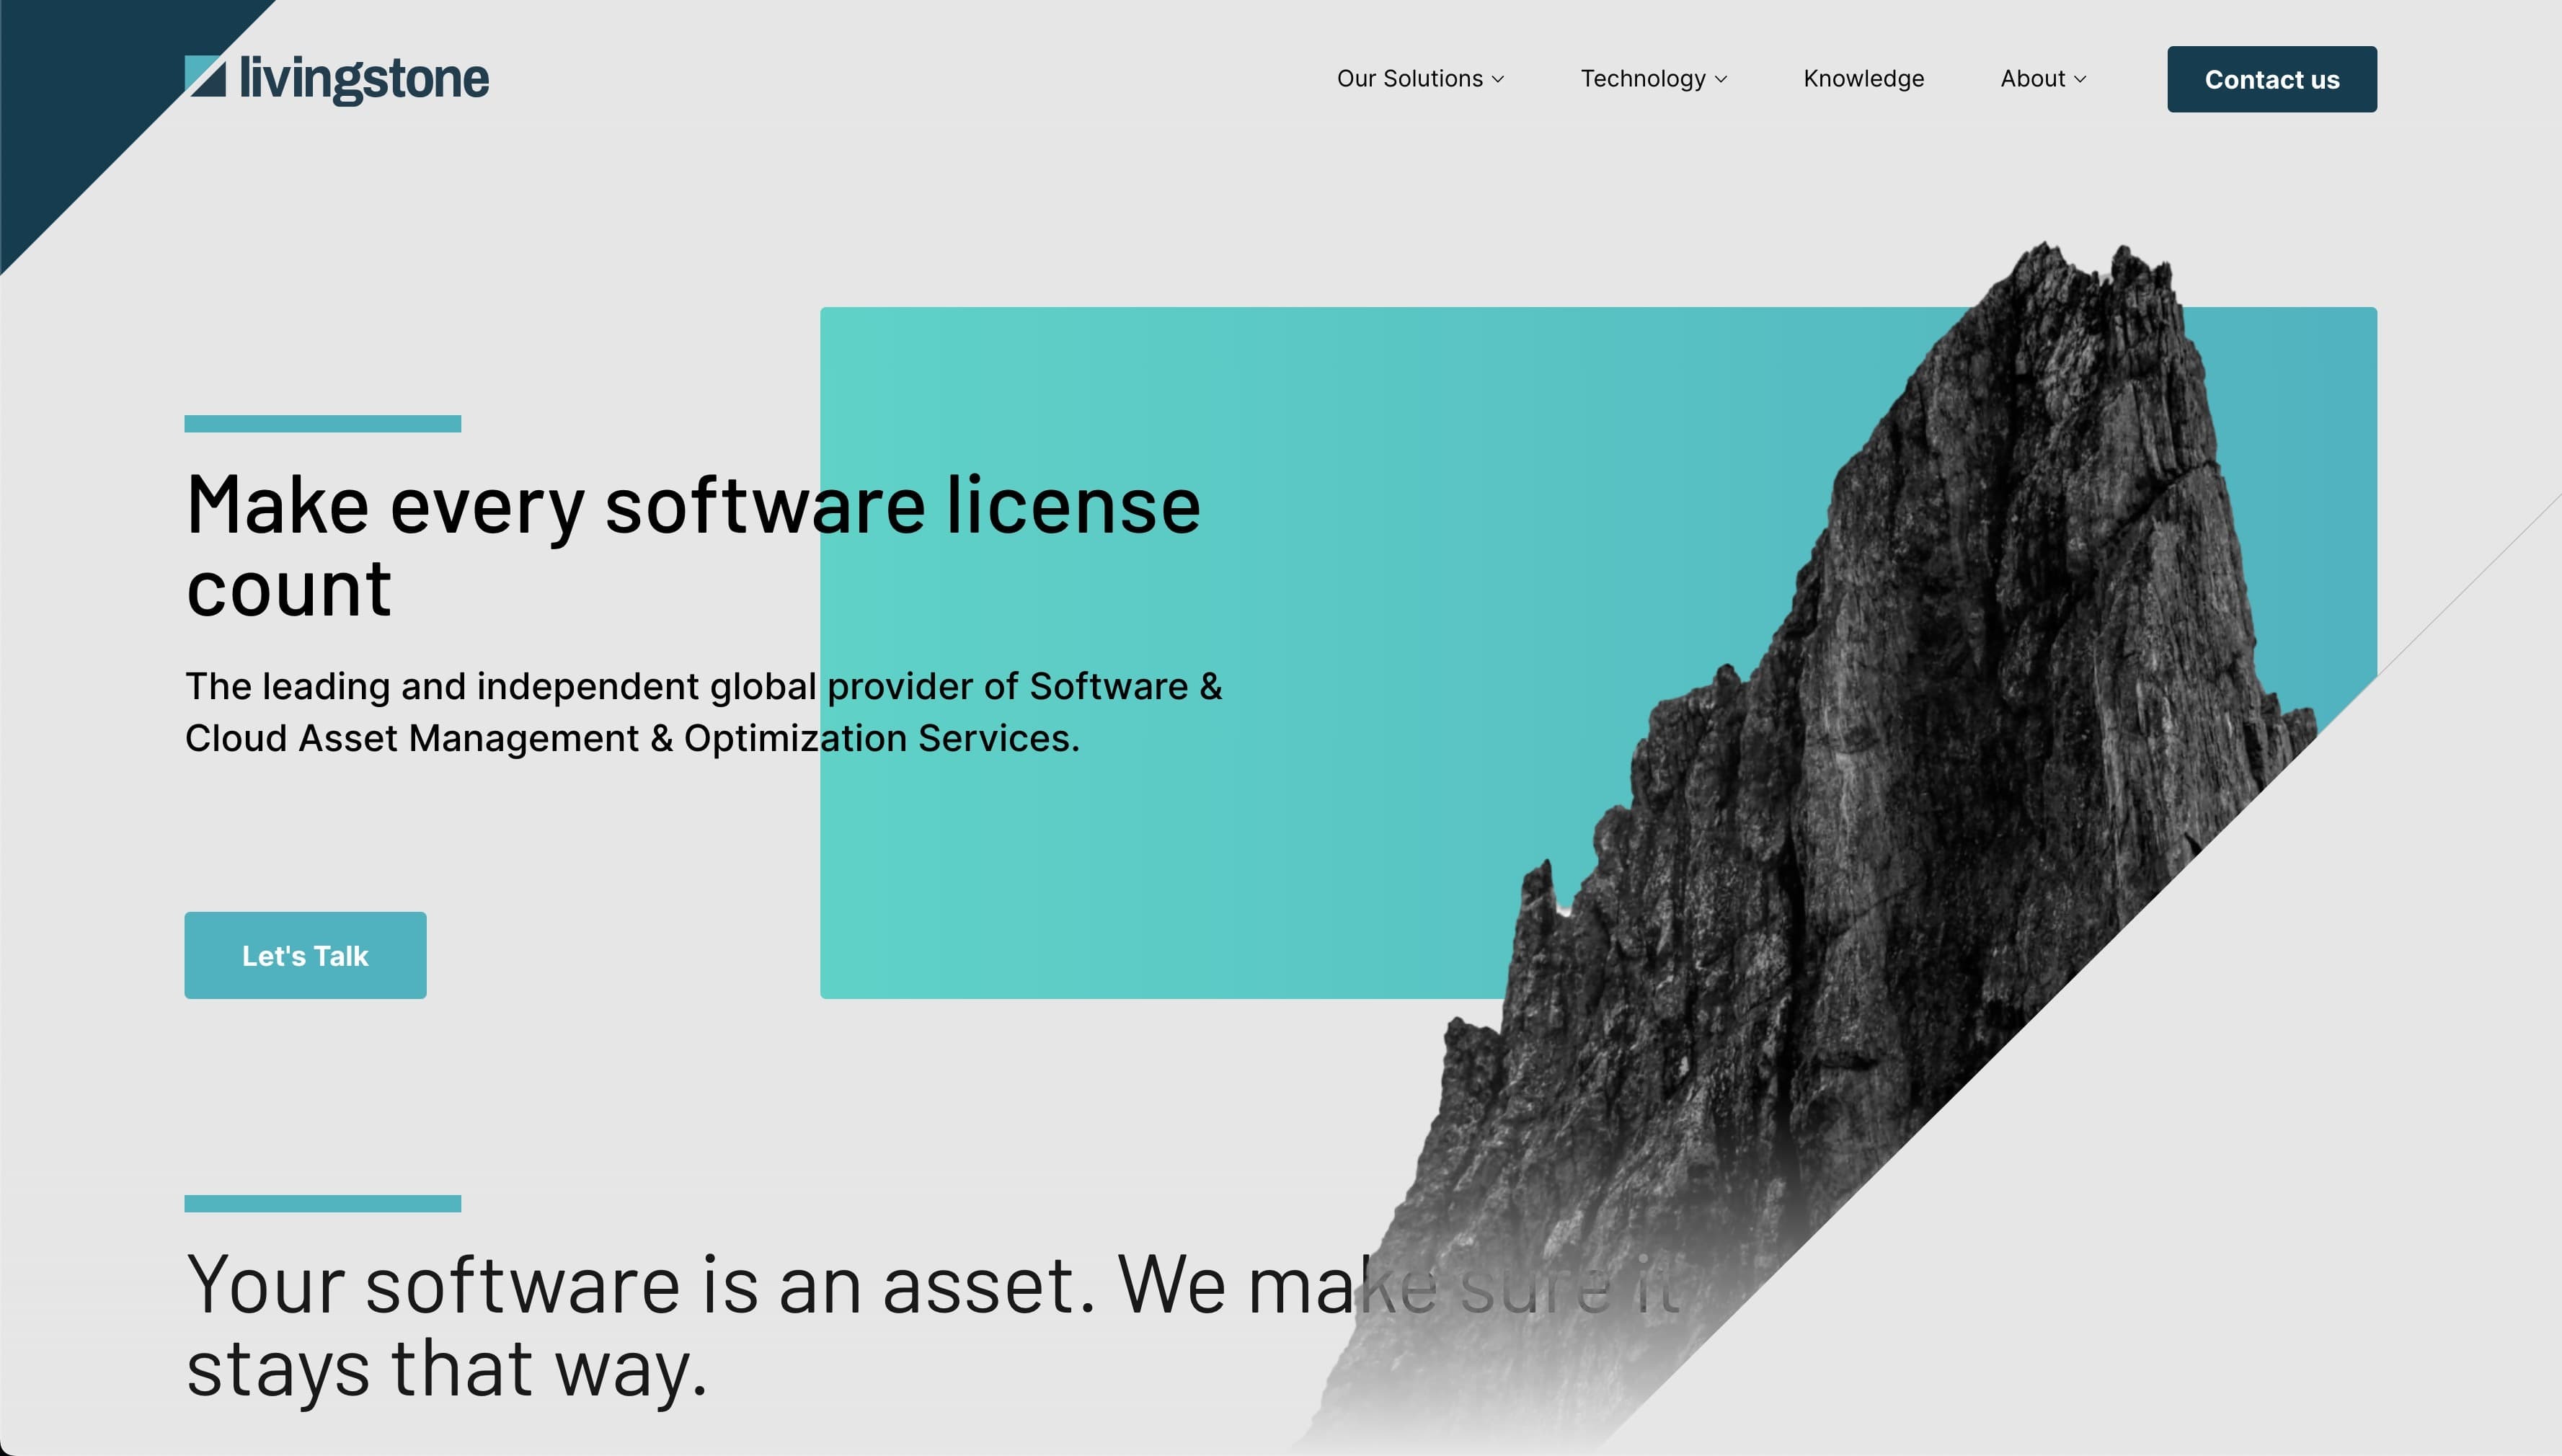 livingstone
Our Solutions
Technology
Knowledge
About
Contact us
Make every software license
count
The leading and independent global provider of Software &
Cloud Asset Management & Optimization Services.
Let's Talk
Your software is an asset. We make sure it
stays that way.